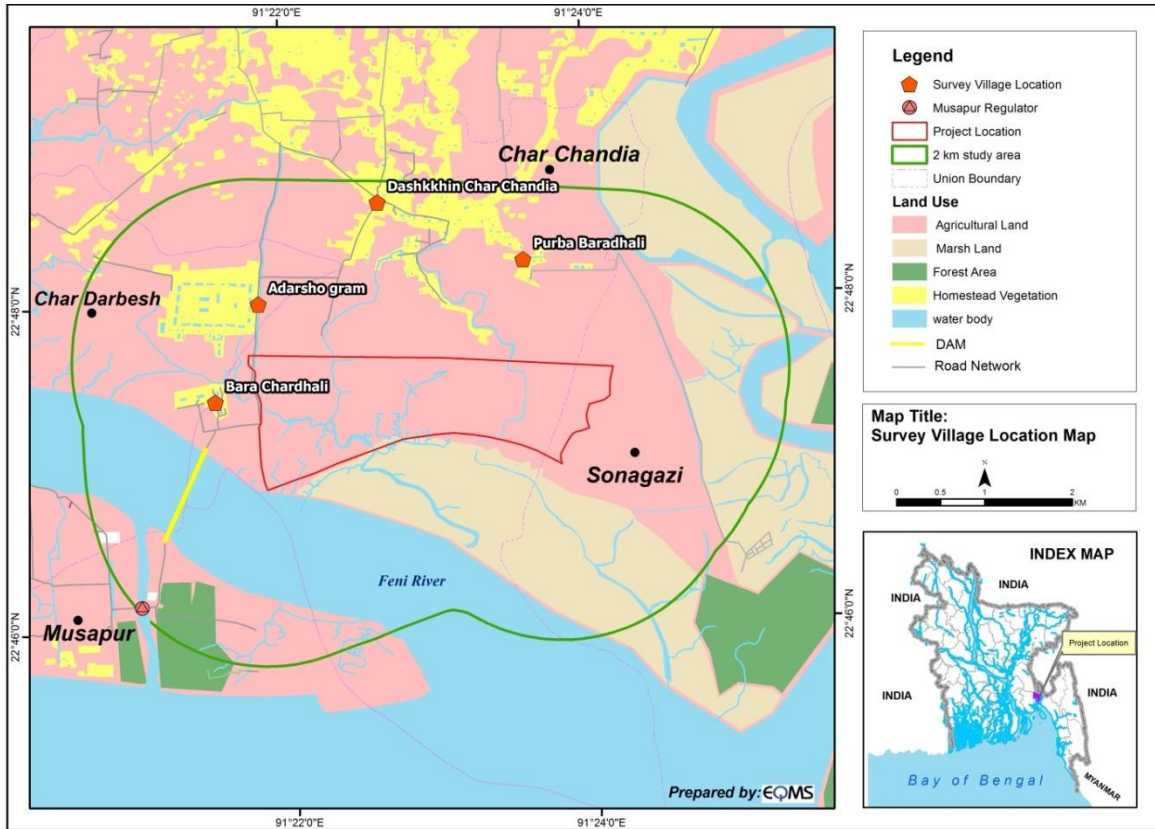 91°22'0"E
91°24'0"E
Char Chandia
Dashkkhin Char Chandia
Purba Baradhali
Adarsho gram
Char Darbesh
22°48'0"N
22°48'0"N
Bara Chardhali
Sonagazi
Feni River
Musapur
22°46'0"N
22°46'0"N
Prepared by: EQMS
91°22'0"E
91°24'0"E
Legend
Survey Village Location
Musapur Regulator
Project Location
2 km study area
Union Boundary
Land Use
Agricultural Land
Marsh Land
Forest Area
Homestead Vegetation
water body
DAM
Road Network
Map Title:
Survey Village Location Map
N
0 0.5 1 2
KM
INDEX MAP
INDIA
INDIA
Project Location
INDIA
INDIA
Bay of Bengal
MYANMAR